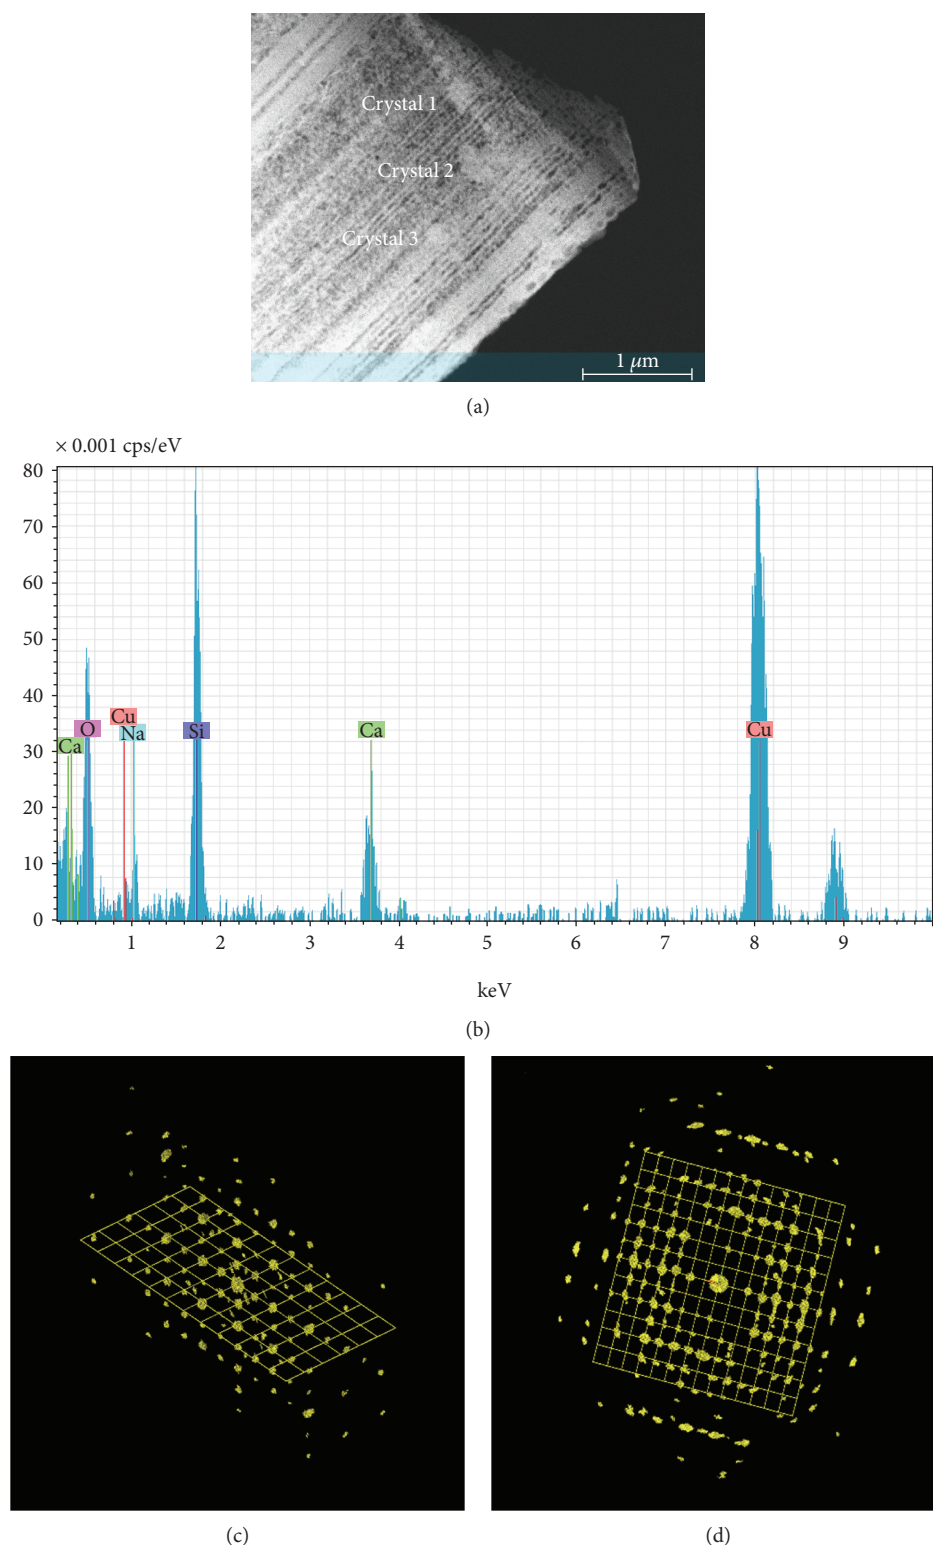 Crystal 1
Crystal 2
Crystal 3
1 μm
(a)
× 0.001 cps/eV
80
70
60
50
40
30
20
10
0
Ca
O
Cu
Na
Si
Ca
Cu
1 2 3 4 5 6 7 8 9
keV
(b)
(c) (d)